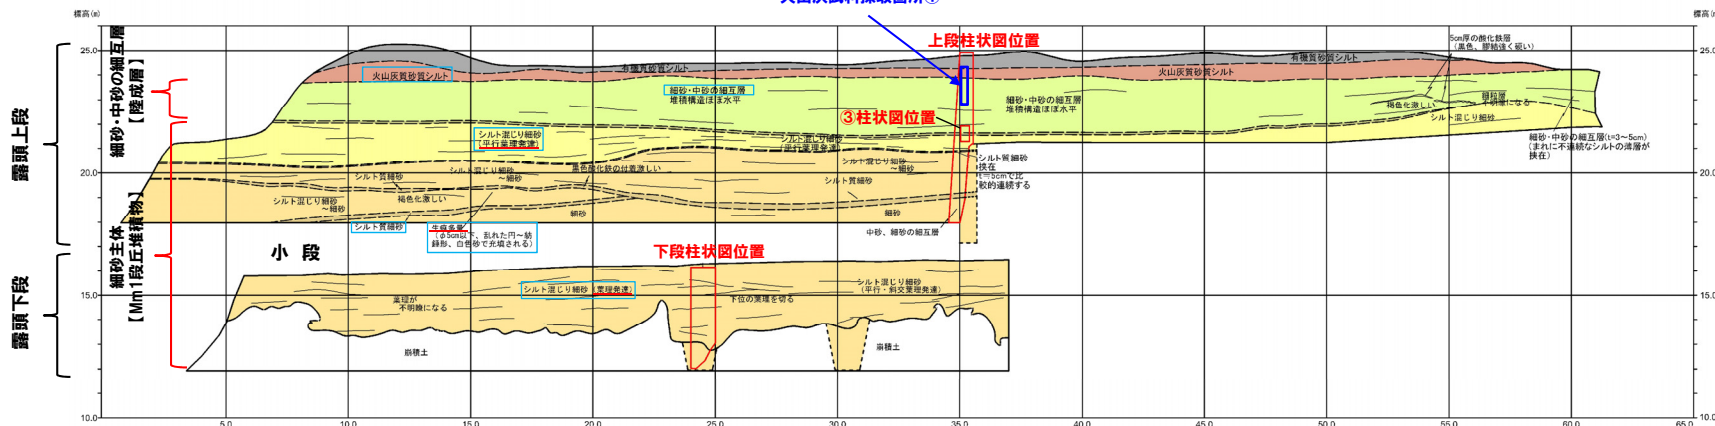 標高(m)
標高(m
25.0
20.0
15.0
10.0
露頭上段
露頭下段
細砂・中砂の細互層
【陸成層】
細砂主体
【Mm1段丘堆積物】
上段柱状図位置
③柱状図位置
下段柱状図位置
小 段
火山灰質砂質シルト
有機質砂質シルト
細砂・中砂の細互層
堆積構造ほぼ水平
シルト混じり細砂
(平行葉理発達)
シルト混じり細砂
(平行葉理発達)
細砂・中砂の細互層
堆積構造ほぼ水平
火山灰質砂質シルト
有機質砂質シルト
5cm厚の酸化鉄層
(黒色、膠結強く硬い)
褐色化激しい
細粒層
不明瞭になる
シルト混じり細砂
細砂・中砂の細互層(t=3~5cm)
(まれに不連続なシルトの薄層が
挟在)
シルト質細砂
挟在
t=5cmで比
較的連続する
シルト質細砂
シルト混じり細砂
~細砂
黒色酸化鉄の付着激しい
シルト混じり細砂
~細砂
シルト質細砂
シルト混じり細砂
~細砂
褐色化激しい
細砂
細砂
シルト質細砂
生痕多量
(φ5cm以下、乱れた円~紡
錘形、白色砂で充填される)
中砂、細砂の細互層
シルト混じり細砂(葉理発達)
葉理が
不明瞭になる
下位の葉理を切る
シルト混じり細砂
(平行・斜交葉理発達)
崩積土
崩積土
25.0
20.0
15.0
10.0
5.0 10.0 15.0 20.0 25.0 30.0 35.0 40.0 45.0 50.0 55.0 60.0 65.0